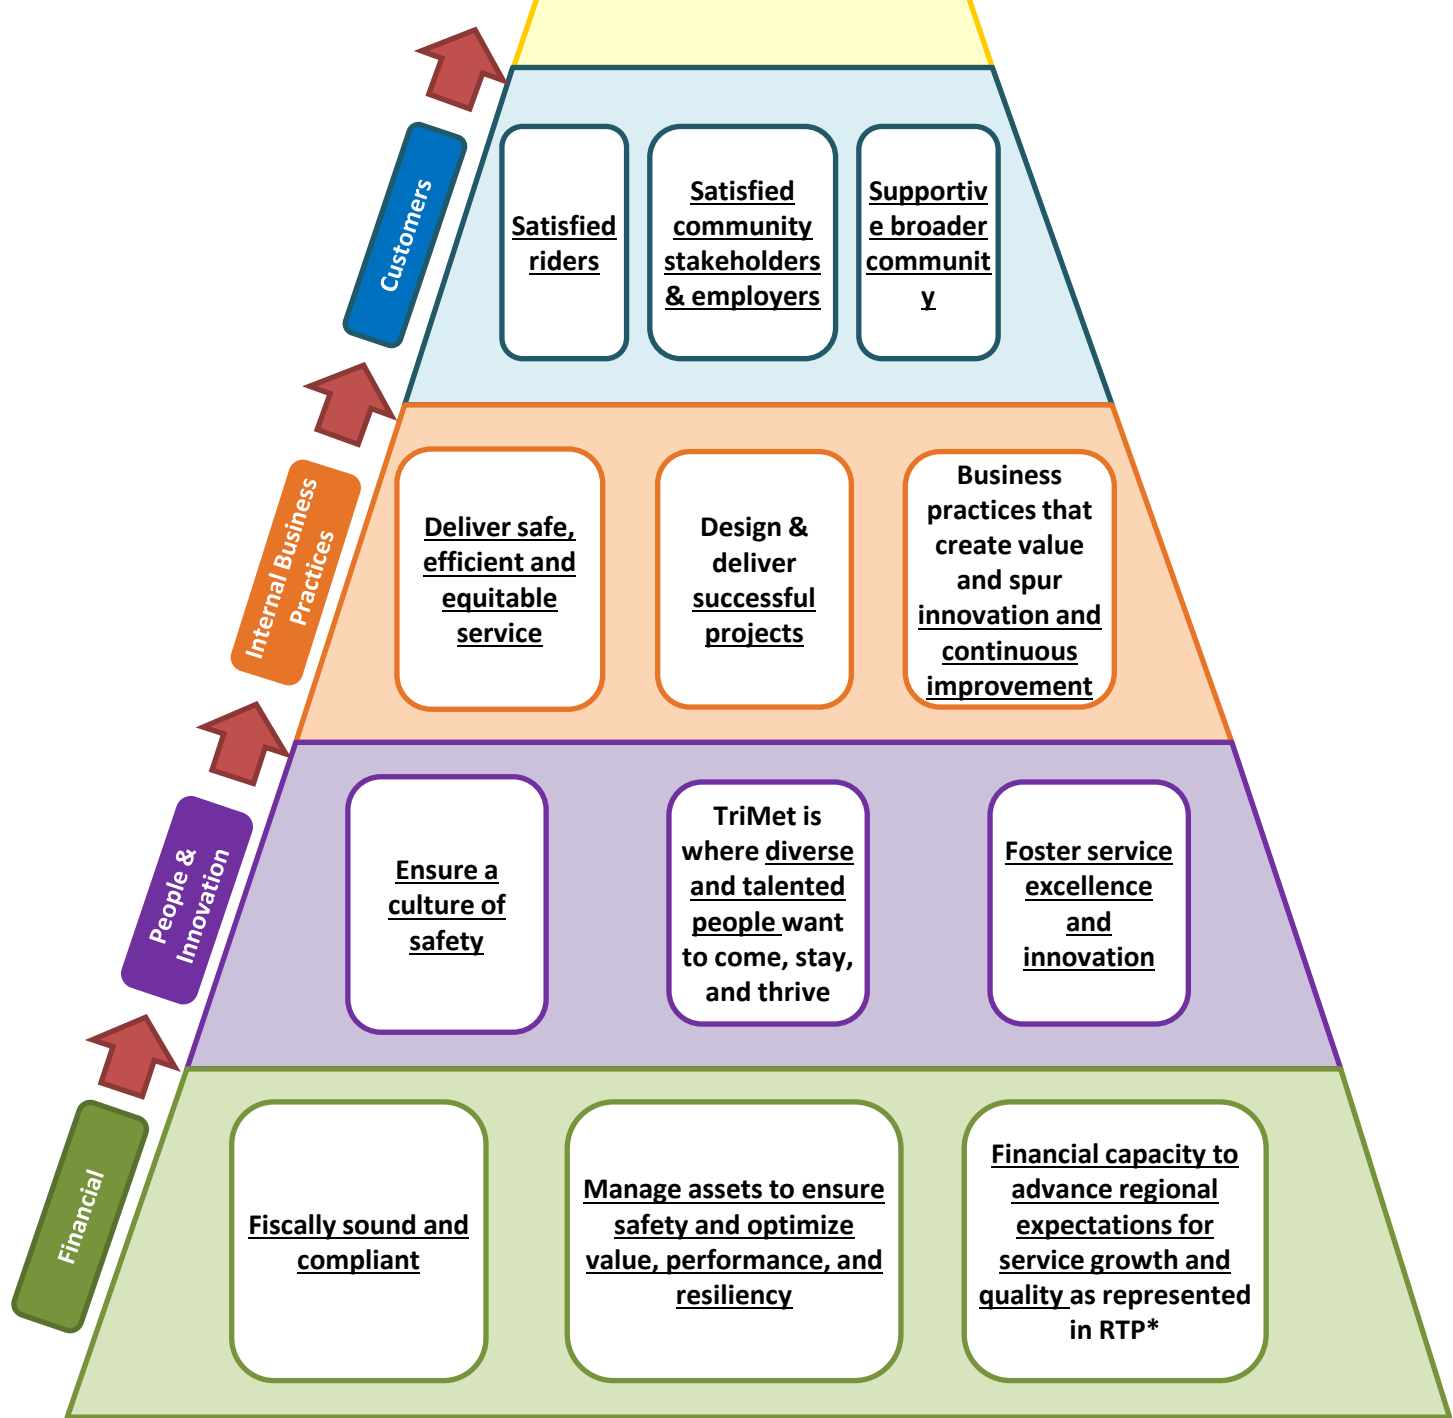 Customers
Satisfied
riders
Satisfied
community
stakeholders
& employers
Supportiv
e broader
communit
y
Internal Business
Practices
Deliver safe,
efficient and
equitable
service
Design &
deliver
successful
projects
Business
practices that
create value
and spur
innovation and
continuous
improvement
People &
Innovation
Ensure a
culture of
safety
TriMet is
where diverse
and talented
people want
to come, stay,
and thrive
Foster service
excellence
and
innovation
Financial
Fiscally sound and
compliant
Manage assets to ensure
safety and optimize
value, performance, and
resiliency
Financial capacity to
advance regional
expectations for
service growth and
quality as represented
in RTP*